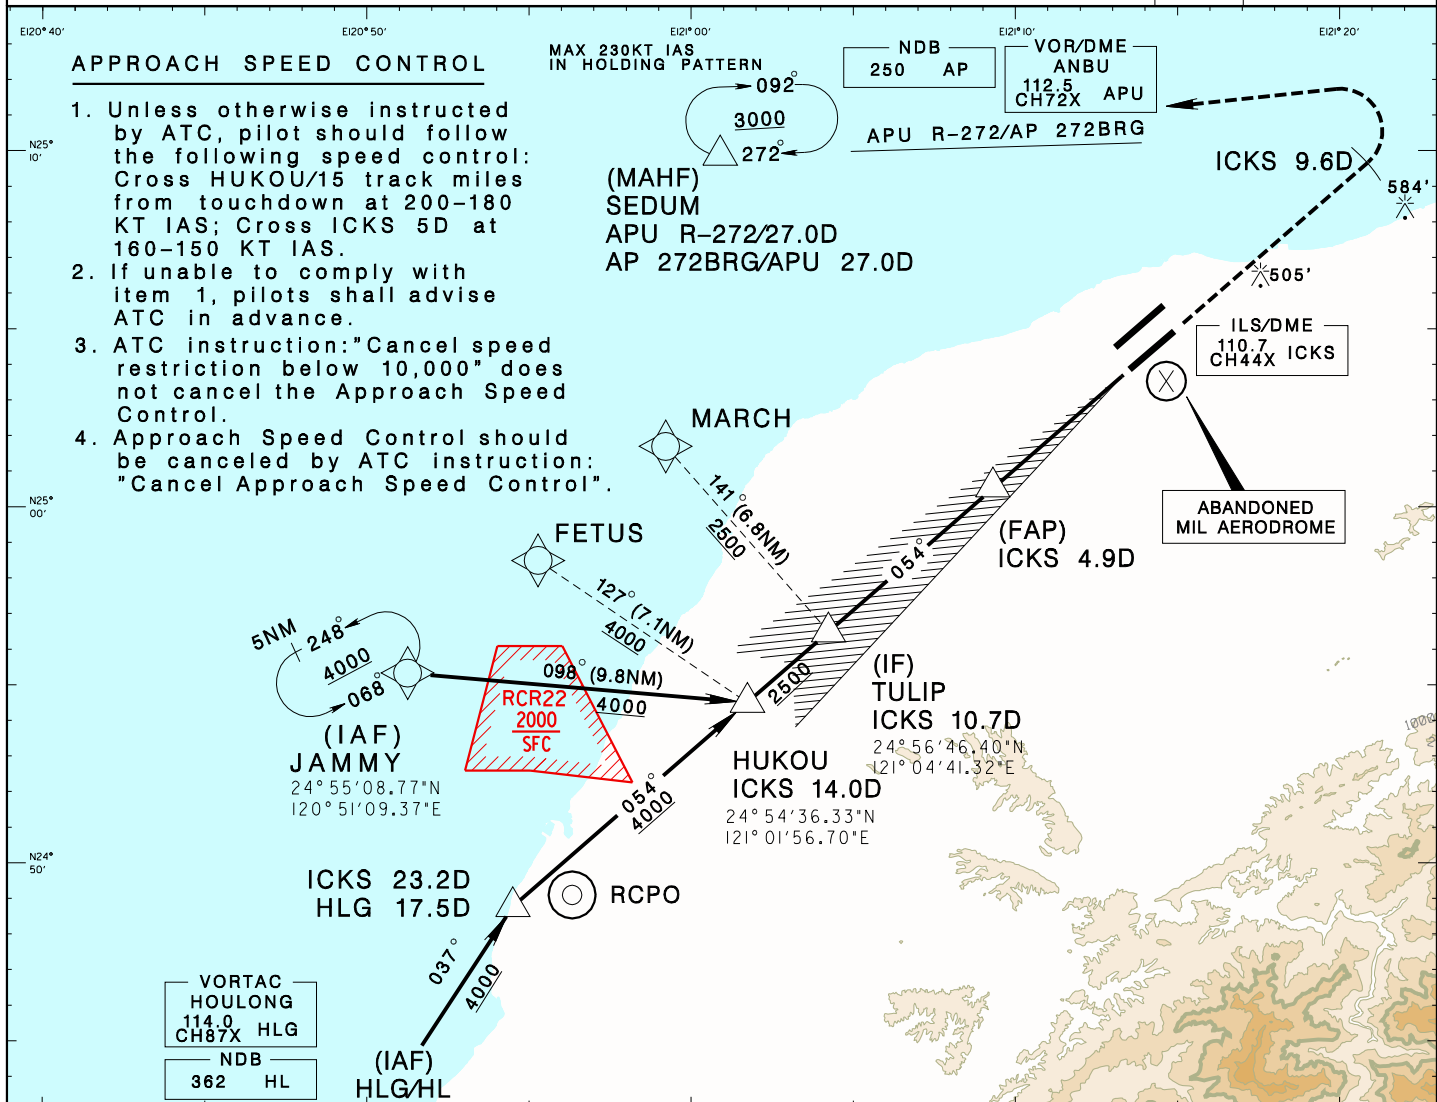 E120°40'
E120°50'
E121°00'
E121°10'
E121°20'
APPROACH SPEED CONTROL
1. Unless otherwise instructed
by ATC, pilot should follow
the following speed control:
Cross HUKOU/15 track miles
from touchdown at 200-180
KT IAS; Cross ICKS 5D at
160-150 KT IAS.
2. If unable to comply with
item 1, pilots shall advise
ATC in advance.
3. ATC instruction:"Cancel speed
restriction below 10,000" does
not cancel the Approach Speed
Control.
4. Approach Speed Control should
be canceled by ATC instruction:
"Cancel Approach Speed Control".
MAX 230KT IAS
IN HOLDING PATTERN
092°
3000
272°
(MAHF)
SEDUM
APU R-272/27.0D
AP 272BRG/APU 27.0D
NDB
250 AP
VOR/DME
ANBU
112.5
CH72X APU
APU R-272/AP 272BRG
ICKS 9.6D
584'
505'
ILS/DME
110.7
CH44X ICKS
ABANDONED
MIL AERODROME
N25°
10'
N25°
00'
N24°
50'
MARCH
141° (6.8NM)
2500
FETUS
127° (7.1NM)
4000
054°
(FAP)
ICKS 4.9D
5NM
248°
4000
068°
098° (9.8NM)
4000
RCR22
2000
SFC
2500
(IF)
TULIP
ICKS 10.7D
24°56'46.40"N
121°04'41.32"E
(IAF)
JAMMY
24°55'08.77"N
120°51'09.37"E
HUKOU
ICKS 14.0D
24°54'36.33"N
121°01'56.70"E
054°
4000
1000
ICKS 23.2D
HLG 17.5D
RCPO
037°
4000
VORTAC
HOULONG
114.0
CH87X HLG
NDB
362 HL
(IAF)
HLG/HL